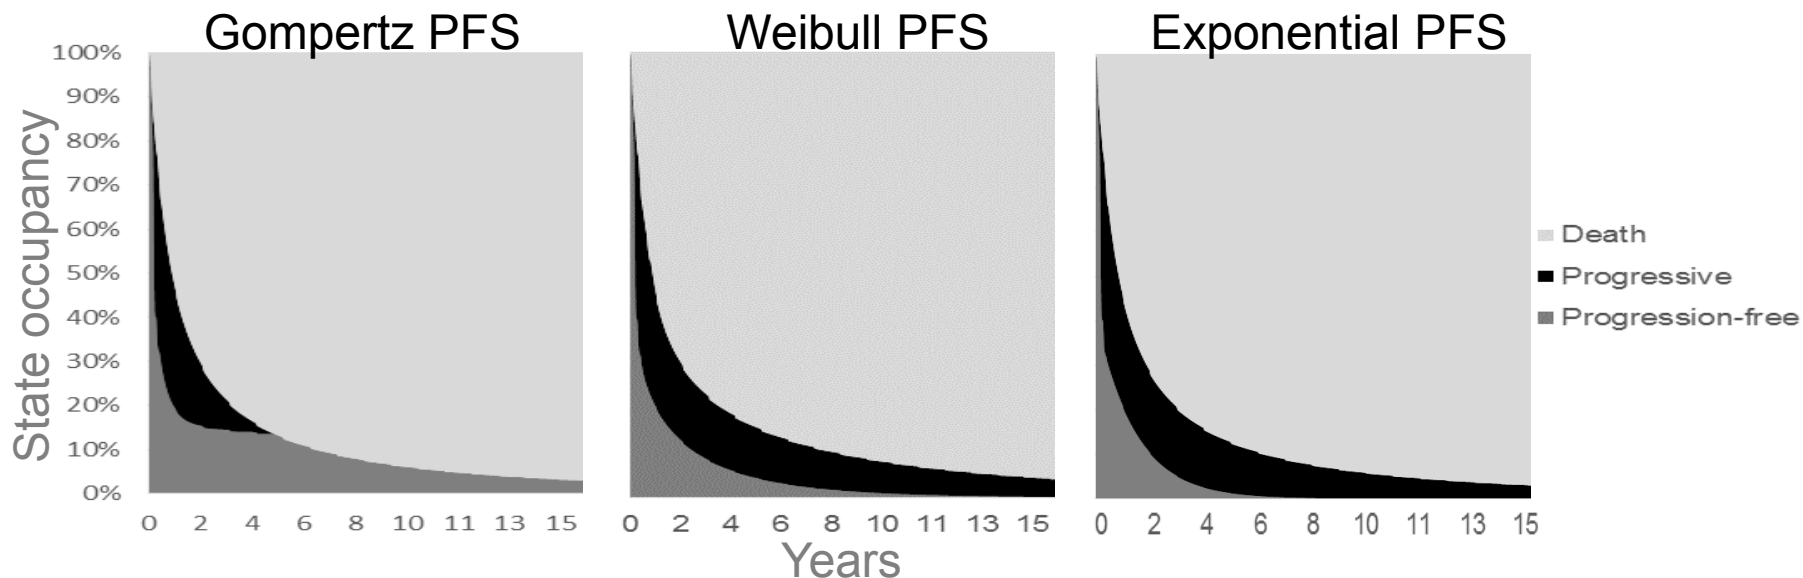 Gompertz PFS
Weibull PFS
Exponential PFS
State occupancy
100%
90%
80%
70%
60%
50%
40%
30%
20%
10%
0%
0 2 4 6 8 10 11 13 15
0 2 4 6 8 10 11 13 15
0 2 4 6 8 10 11 13 15
Years
Death
Progressive
Progression-free